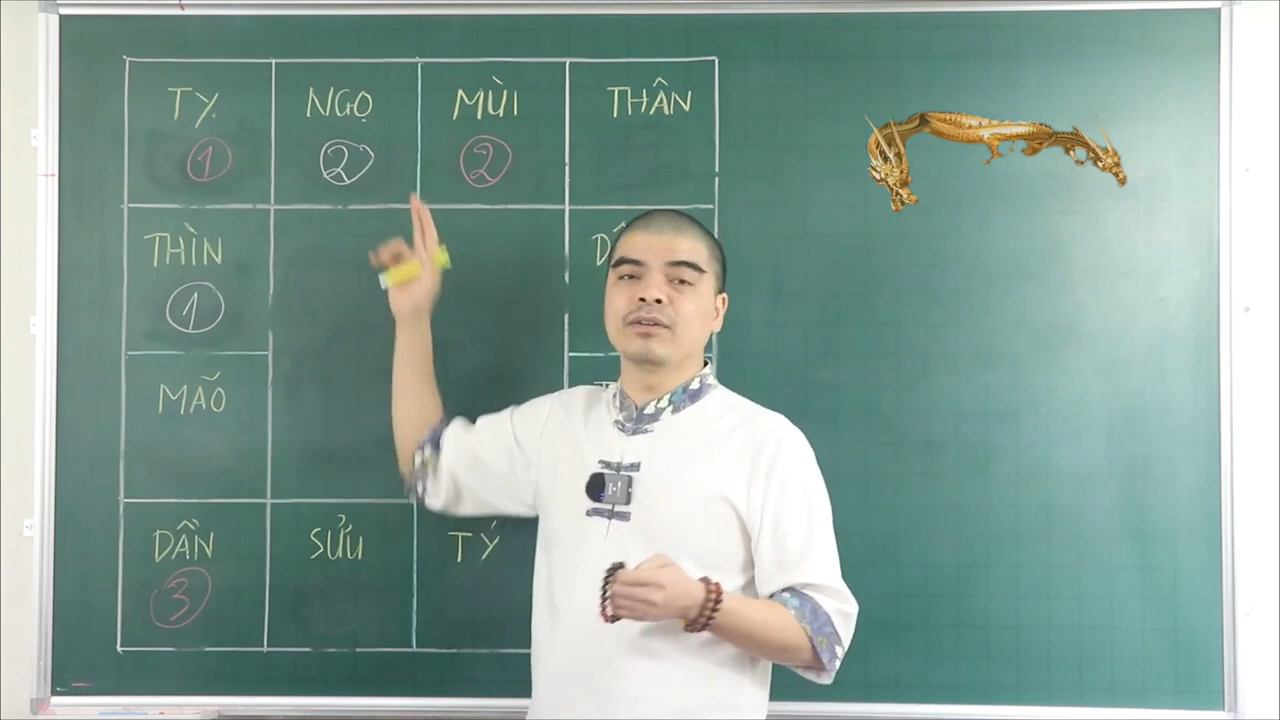 TỴ NGỌ MÙI THÂN
1 2 2
THÌN
1
MÃO
DẦN SỬU TÝ
3